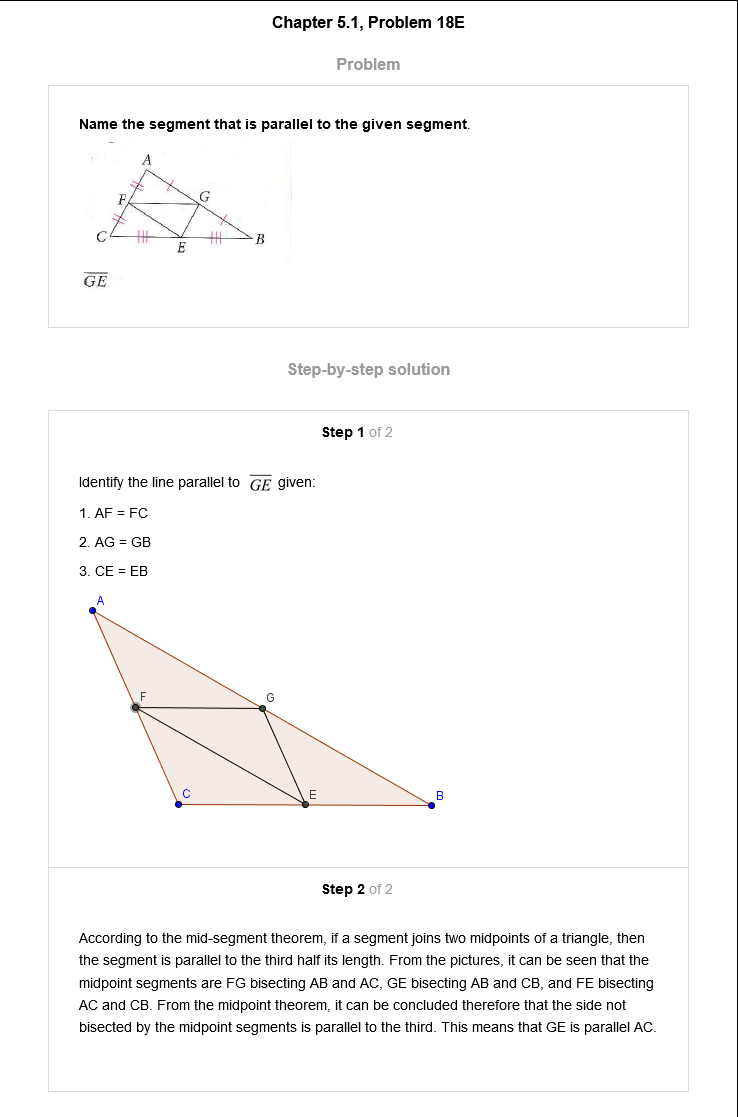 Chapter 5.1, Problem 18E
Problem
Name the segment that is parallel to the given segment.
A
F
G
C
E
B
GE
Step-by-step solution
Step 1 of 2
Identify the line parallel to GE given:
1. AF = FC
2. AG = GB
3. CE = EB
A
F
G
C
E
B
Step 2 of 2
According to the mid-segment theorem, if a segment joins two midpoints of a triangle, then
the segment is parallel to the third half its length. From the pictures, it can be seen that the
midpoint segments are FG bisecting AB and AC, GE bisecting AB and CB, and FE bisecting
AC and CB. From the midpoint theorem, it can be concluded therefore that the side not
bisected by the midpoint segments is parallel to the third. This means that GE is parallel AC.